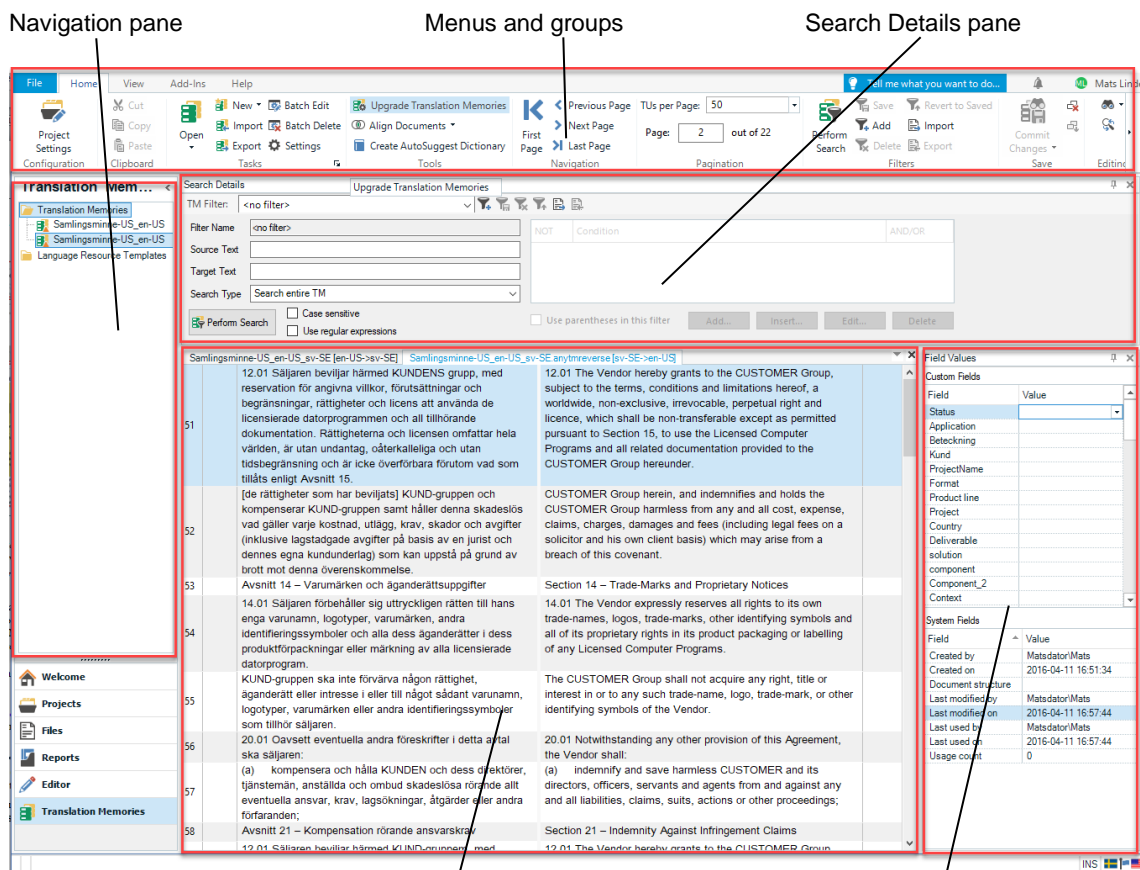 Navigation pane
Menus and groups
Search Details pane
File Home View Add-Ins Help
Tell me what you want to do...
ML Mats Lind
Project Settings
Configuration
Cut
Copy
Paste
Clipboard
Open
New Batch Edit
Import Batch Delete
Export Settings
Tasks
Upgrade Translation Memories
Align Documents
Create AutoSuggest Dictionary
Tools
First Page
Previous Page
Next Page
Last Page
Navigation
TUs per Page: 50
Page: 2 out of 22
Pagination
Perform Search
Save Revert to Saved
Add Import
Delete Export
Filters
Commit Changes
Save
Editing
Translation Mem...
Translation Memories
Samlingsminne-US_en-US
Samlingsminne-US_en-US
Language Resource Templates
Search Details
Upgrade Translation Memories
TM Filter: <no filter>
Filter Name <no filter>
Source Text
Target Text
Search Type Search entire TM
Perform Search
Case sensitive
Use regular expressions
NOT Condition AND/OR
Use parentheses in this filter Add... Insert... Edit... Delete
Samlingsminne-US_en-US_sv-SE [en-US->sv-SE] Samlingsminne-US_en-US_sv-SE.anytmreverse [sv-SE->en-US]
51
12.01 Säljaren beviljar härmed KUNDENS grupp, med
reservation för angivna villkor, förutsättningar och
begränsningar, rättigheter och licens att använda de
licensierade datorprogrammen och all tillhörande
dokumentation. Rättigheterna och licensen omfattar hela
världen, är utan undantag, oåterkalleliga och utan
tidsbegränsning och är icke överförbara förutom vad som
tillåts enligt Avsnitt 15.
12.01 The Vendor hereby grants to the CUSTOMER Group,
subject to the terms, conditions and limitations hereof, a
worldwide, non-exclusive, irrevocable, perpetual right and
licence, which shall be non-transferable except as permitted
pursuant to Section 15, to use the Licensed Computer
Programs and all related documentation provided to the
CUSTOMER Group hereunder.
52
[de rättigheter som har beviljats] KUND-gruppen och
kompenserar KUND-gruppen samt håller denna skadeslös
vad gäller varje kostnad, utlägg, krav, skador och avgifter
(inklusive lagstadgade avgifter på basis av en jurist och
dennes egna kundunderlag) som kan uppstå på grund av
brott mot denna överenskommelse.
CUSTOMER Group herein, and indemnifies and holds the
CUSTOMER Group harmless from any and all cost, expense,
claims, charges, damages and fees (including legal fees on a
solicitor and his own client basis) which may arise from a
breach of this covenant.
53
Avsnitt 14 – Varumärken och äganderättsuppgifter
Section 14 – Trade-Marks and Proprietary Notices
54
14.01 Säljaren förbehåller sig uttryckligen rätten till hans
enga varunamn, logotyper, varumärken, andra
identifieringssymboler och alla dess äganderätter i dess
produktförpackningar eller märkning av alla licensierade
datorprogram.
14.01 The Vendor expressly reserves all rights to its own
trade-names, logos, trade-marks, other identifying symbols and
all of its proprietary rights in its product packaging or labelling
of any Licensed Computer Programs.
55
KUND-gruppen ska inte förvärva någon rättighet,
äganderätt eller intresse i eller till något sådant varunamn,
logotyper, varumärken eller andra identifieringssymboler
som tillhör säljaren.
The CUSTOMER Group shall not acquire any right, title or
interest in or to any such trade-name, logo, trade-mark, or other
identifying symbols of the Vendor.
56
20.01 Oavsett eventuella andra föreskrifter i detta avtal
ska säljaren:
20.01 Notwithstanding any other provision of this Agreement,
the Vendor shall:
57
(a) kompensera och hålla KUNDEN och dess direktörer,
tjänstemän, anställda och ombud skadeslösa rörande allt
eventuella ansvar, krav, lagsökningar, åtgärder eller andra
förfaranden;
(a) indemnify and save harmless CUSTOMER and its
directors, officers, servants and agents from and against any
and all liabilities, claims, suits, actions or other proceedings;
58
Avsnitt 21 – Kompensation rörande ansvarskrav
Section 21 – Indemnity Against Infringement Claims
12.01 Säljaren beviljar härmed KUND-gruppen, med
12.01 The Vendor hereby grants to the CUSTOMER Group,
Field Values
Custom Fields
Field Value
Status
Application
Beteckning
Kund
ProjectName
Format
Product line
Project
Country
Deliverable
solution
component
Component_2
Context
System Fields
Field Value
Created by Matsdator\Mats
Created on 2016-04-11 16:51:34
Document structure
Last modified by Matsdator\Mats
Last modified on 2016-04-11 16:57:44
Last used by Matsdator\Mats
Last used on 2016-04-11 16:57:44
Usage count 0
Welcome
Projects
Files
Reports
Editor
Translation Memories
INS